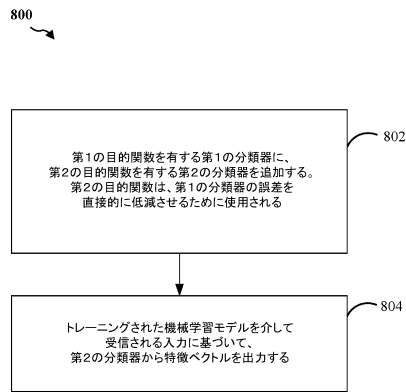 800
802
第1の目的関数を有する第1の分類器に、
第2の目的関数を有する第2の分類器を追加する。
第2の目的関数は、第1の分類器の誤差を
直接的に低減させるために使用される
804
トレーニングされた機械学習モデルを介して
受信される入力に基づいて、
第2の分類器から特徴ベクトルを出力する